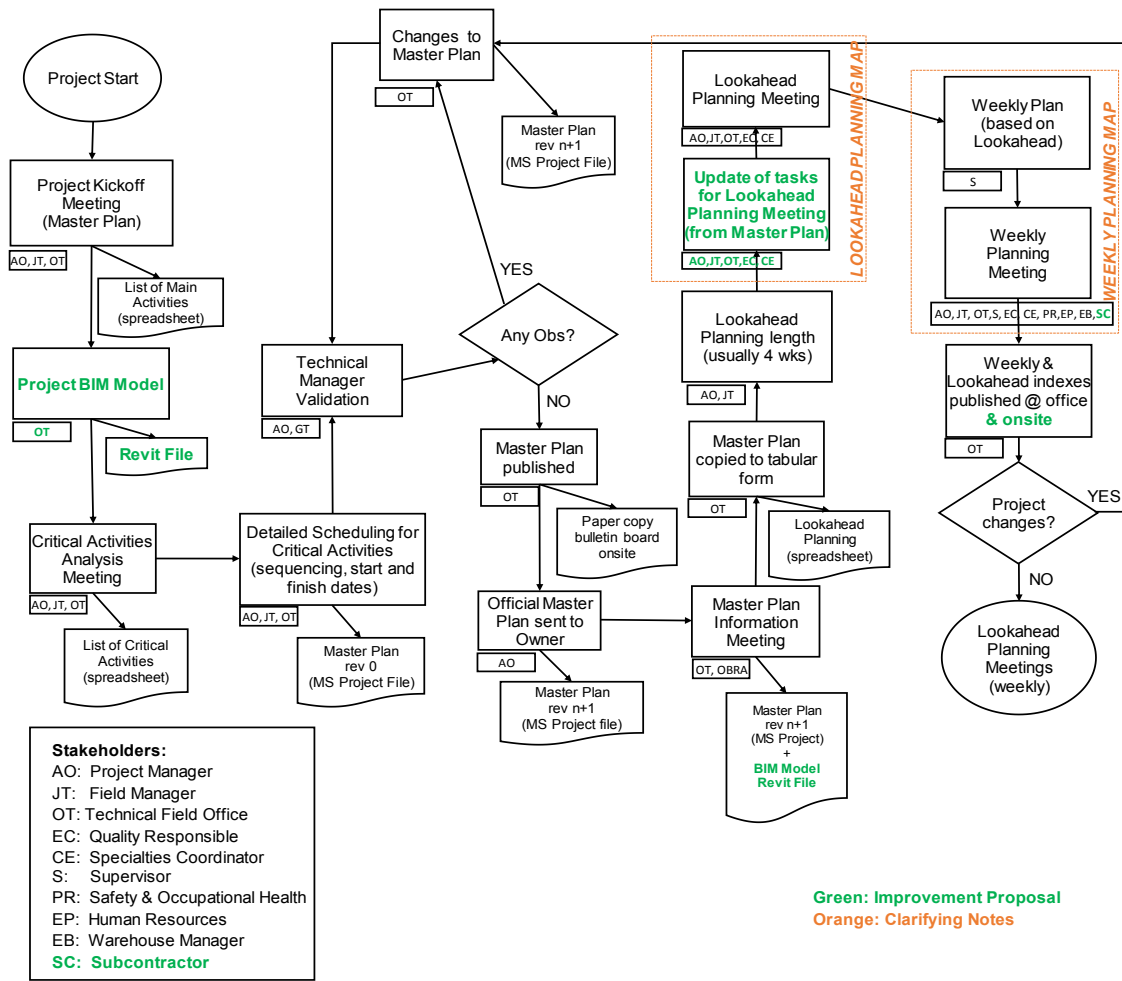 Project Start
Project Kickoff
Meeting
(Master Plan)
AO, JT, OT
List of Main
Activities
(spreadsheet)
Project BIM Model
OT
Revit File
Critical Activities
Analysis
Meeting
AO, JT, OT
List of Critical
Activities
(spreadsheet)
Detailed Scheduling for
Critical Activities
(sequencing, start and
finish dates)
AO, JT, OT
Master Plan
rev 0
(MS Project File)
Technical
Manager
Validation
AO, GT
Changes to
Master Plan
OT
Master Plan
rev n+1
(MS Project File)
YES
Any Obs?
NO
Master Plan
published
OT
Paper copy
bulletin board
onsite
Official Master
Plan sent to
Owner
AO
Master Plan
rev n+1
(MS Project file)
Master Plan
Information
Meeting
OT, OBRA
Master Plan
rev n+1
(MS Project)
+
BIM Model
Revit File
Master Plan
copied to tabular
form
OT
Lookahead
Planning
(spreadsheet)
Lookahead
Planning length
(usually 4 wks)
AO, JT
Update of tasks
for Lookahead
Planning Meeting
(from Master Plan)
AO,JT,OT,EC, CE
Lookahead
Planning Meeting
AO,JT,OT,EC, CE
LOOKAHEAD PLANNING MAP
Weekly Plan
(based on
Lookahead)
S
Weekly
Planning
Meeting
AO, JT, OT,S, EC, CE, PR,EP, EB,SC
WEEKLY PLANNING MAP
Weekly &
Lookahead indexes
published @ office
& onsite
OT
Project
changes?
YES
NO
Lookahead
Planning
Meetings
(weekly)
Stakeholders:
AO: Project Manager
JT: Field Manager
OT: Technical Field Office
EC: Quality Responsible
CE: Specialties Coordinator
S: Supervisor
PR: Safety & Occupational Health
EP: Human Resources
EB: Warehouse Manager
SC: Subcontractor
Green: Improvement Proposal
Orange: Clarifying Notes